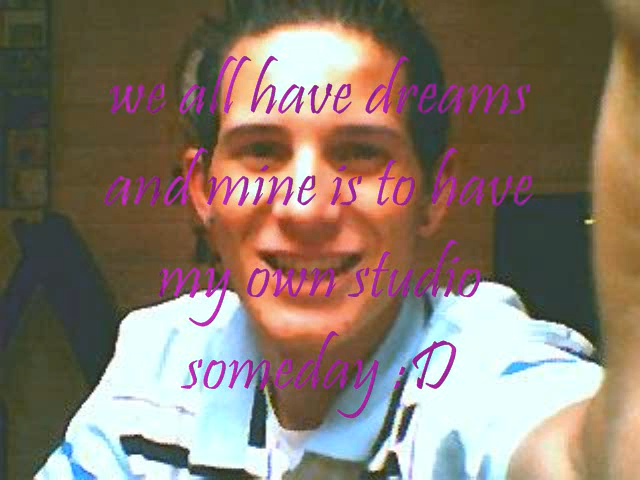 we all have dreams
and mine is to have
my own studio
someday :D